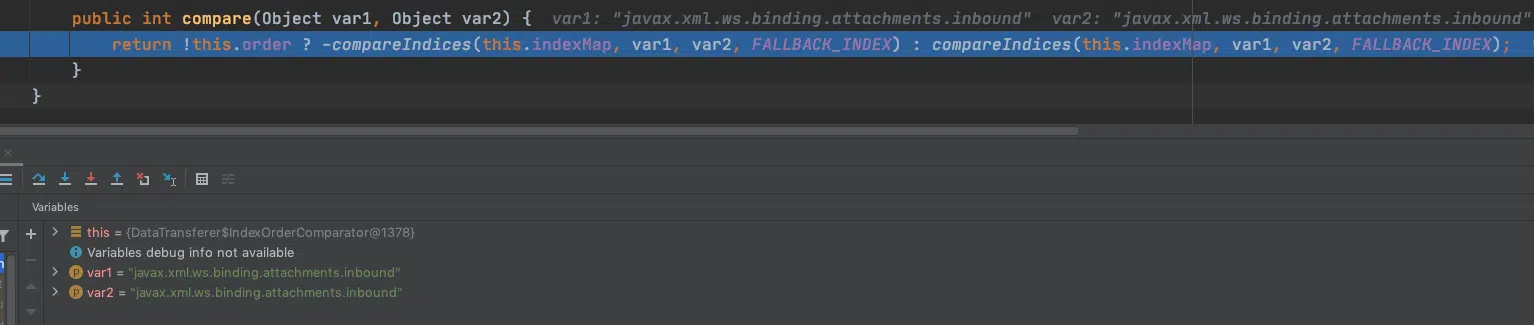 public int compare(Object var1, Object var2) { var1: "javax.xml.ws.binding.attachments.inbound" var2: "javax.xml.ws.binding.attachments.inbound"
return !this.order ? -compareIndices(this.indexMap, var1, var2, FALLBACK_INDEX) : compareIndices(this.indexMap, var1, var2, FALLBACK_INDEX);
}
}
Variables
this = {DataTransferer$IndexOrderComparator@1378}
Variables debug info not available
var1 = "javax.xml.ws.binding.attachments.inbound"
var2 = "javax.xml.ws.binding.attachments.inbound"